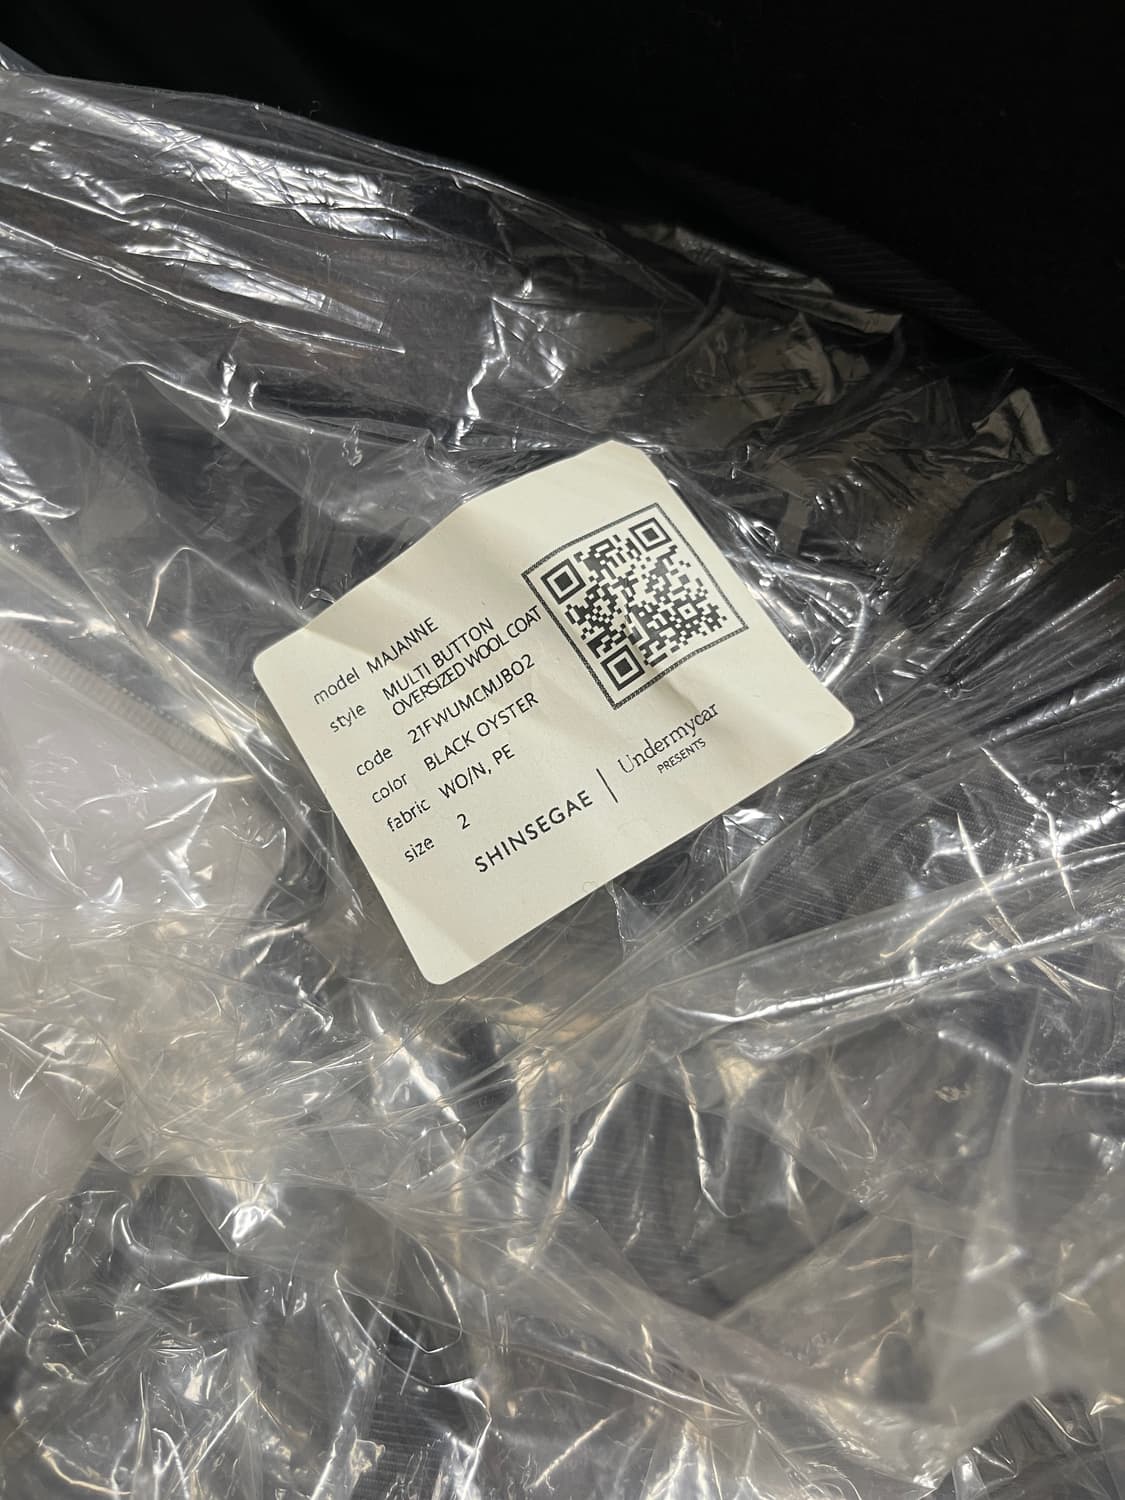 model MAJANNE
style MULTI BUTTON
OVERSIZED WOOL COAT
code 21FWUMCMJBO2
color BLACK OYSTER
fabric WO/N, PE
size 2
SHINSEGAE | Undermycar
PRESENTS